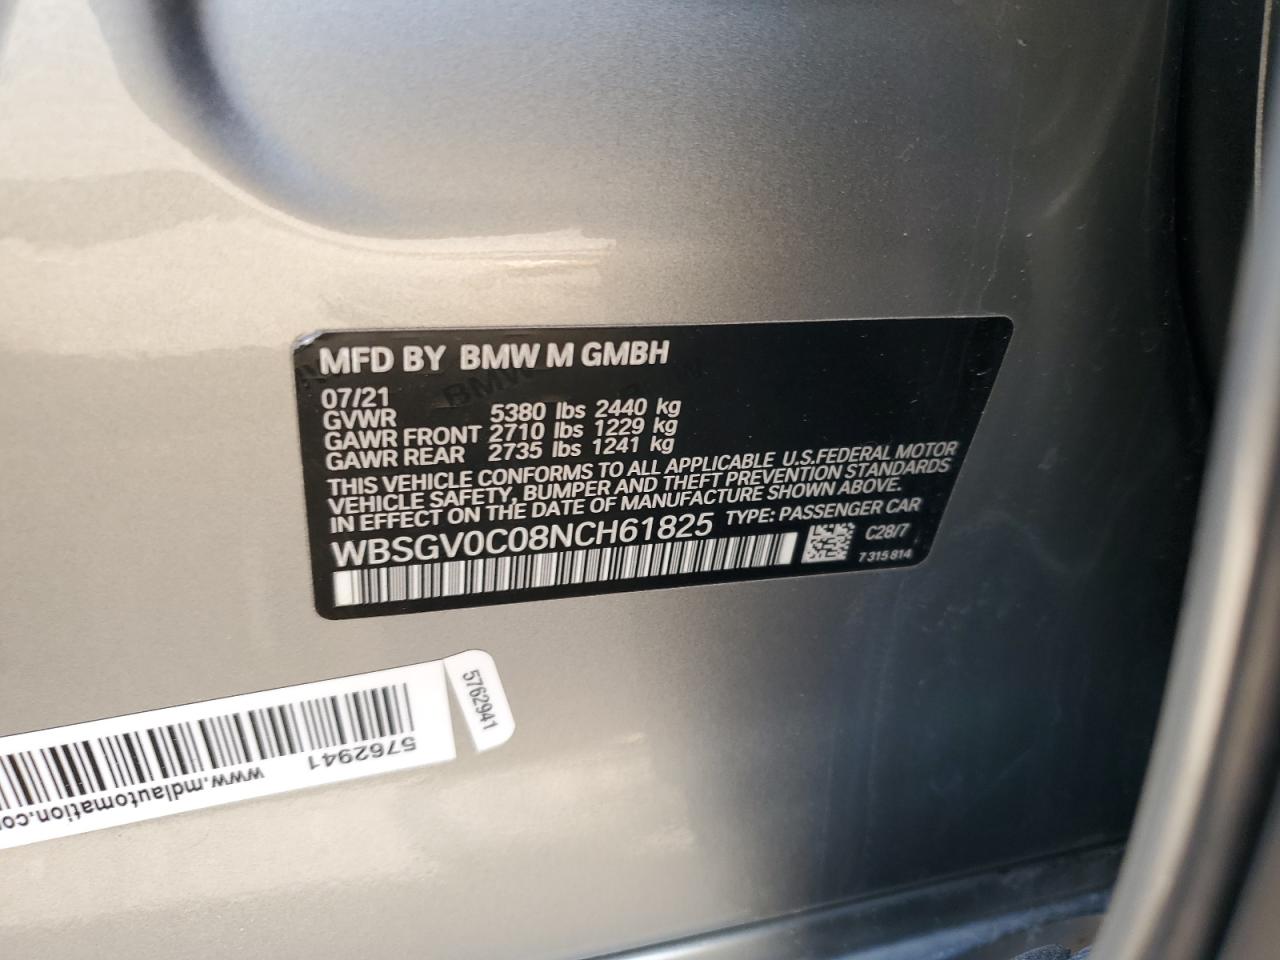 MFD BY BMW M GMBH
07/21
GVWR 5380 lbs 2440 kg
GAWR FRONT 2710 lbs 1229 kg
GAWR REAR 2735 lbs 1241 kg
THIS VEHICLE CONFORMS TO ALL APPLICABLE U.S.FEDERAL MOTOR
VEHICLE SAFETY, BUMPER AND THEFT PREVENTION STANDARDS
IN EFFECT ON THE DATE OF MANUFACTURE SHOWN ABOVE.
WBSGV0C08NCH61825 TYPE: PASSENGER CAR
C28/7
7 315 814
5762941
5762941
www.mdlautomation.co